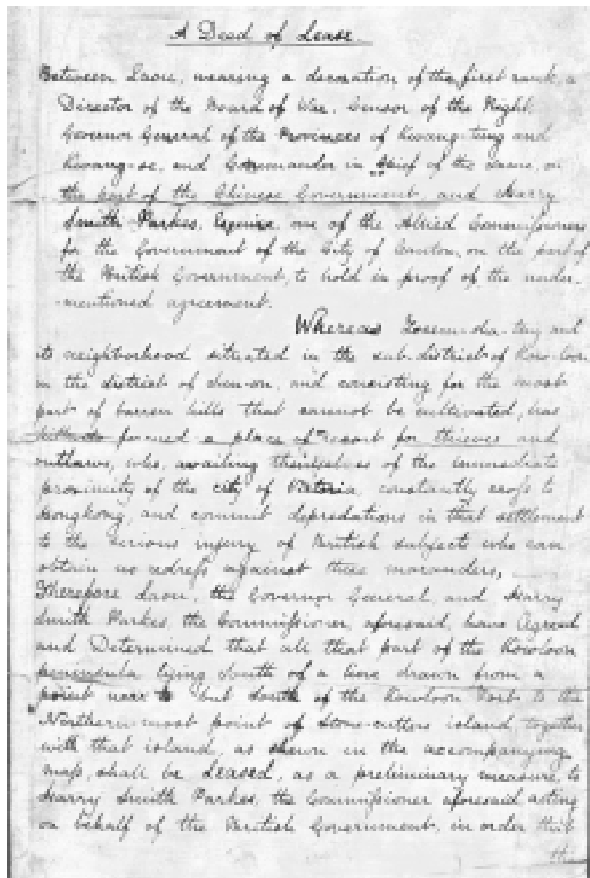 A Deed of Lease.
Between Laou, wearing a decoration of the first rank, a
Director of the Board of War, Censor of the Right
Governor General of the Provinces of Kwang-tung and
Kwang-se, and Commander in Chief of the Same, on
the part of the Chinese Government, and Harry
Smith Parkes, Esquire, one of the Allied Commissioners
for the Government of the City of Canton, on the part of
the British Government, to hold in proof of the under-
-mentioned agreement.
Whereas and
its neighborhood situated in the sub-district of Kow-loon
in the district of Sun-on, and consisting for the most
part of barren hills that cannot be cultivated, has
hitherto formed a place of resort for thieves and
outlaws, who, availing themselves of the immediate
proximity of the city of Victoria, constantly cross to
Hongkong, and commit depredations in that settlement
to the serious injury of British subjects who can
obtain no redress against these marauders,
Therefore Laou, the Governor General, and Harry
Smith Parkes, the Commissioner, aforesaid, have Agreed
and Determined that all that part of the Kowloon
peninsula lying South of a line drawn from a
point near to but South of the Kowloon Fort to the
Northern-most point of Stone-cutters island, together
with that island, as shewn in the accompanying
map, shall be Leased, as a preliminary measure, to
Harry Smith Parkes, the Commissioner aforesaid acting
on behalf of the British Government, in order that
the